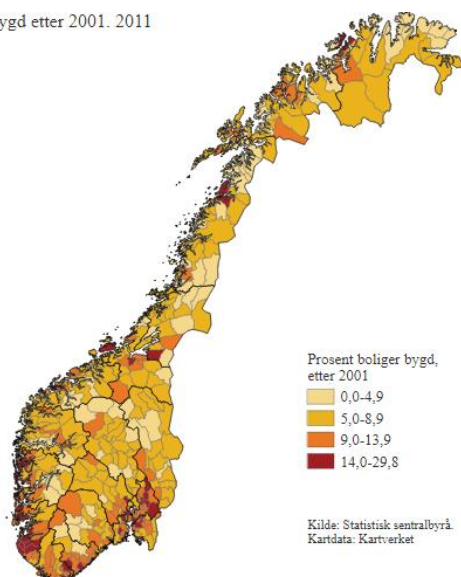 ygd etter 2001. 2011
Prosent boliger bygd,
etter 2001
0,0-4,9
5,0-8,9
9,0-13,9
14,0-29,8
Kilde: Statistisk sentralbyrå.
Kartdata: Kartverket